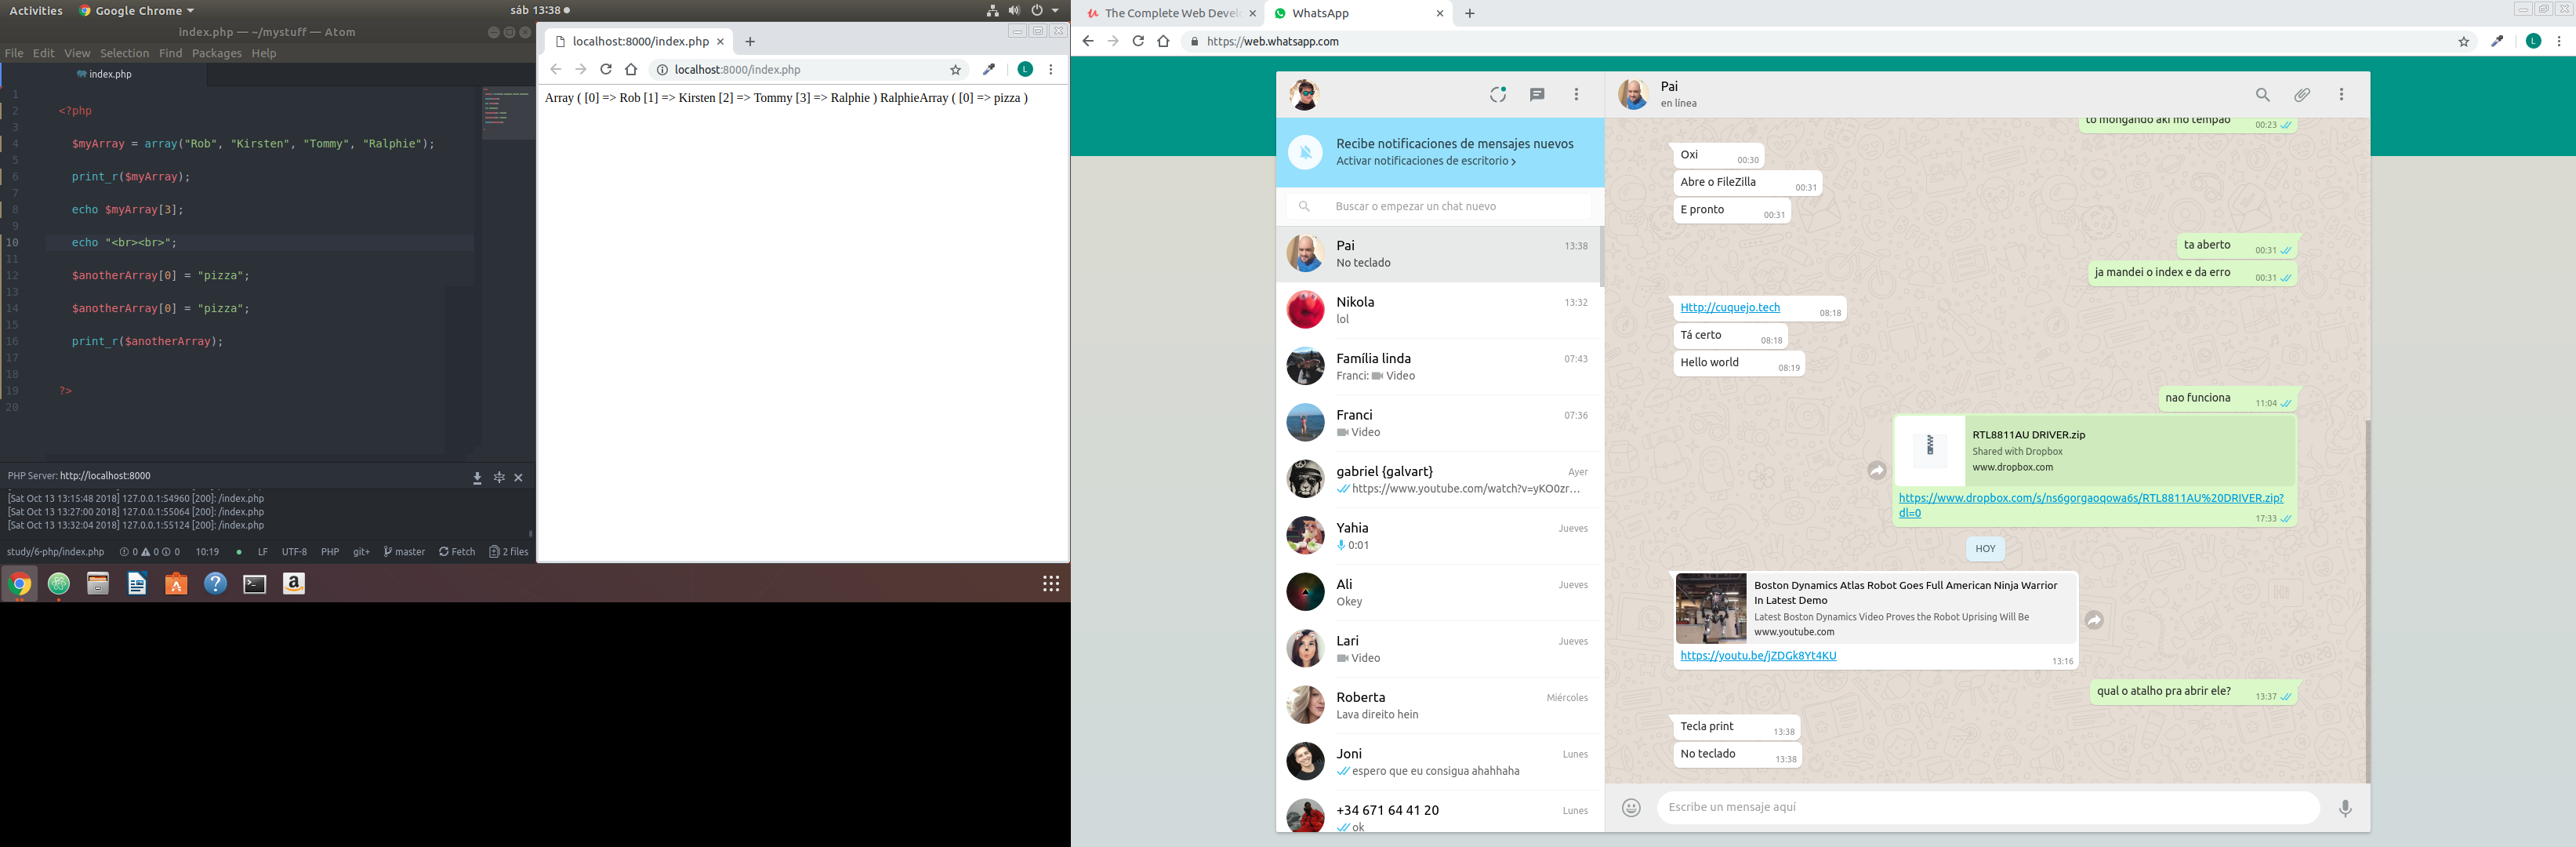 Activities
Google Chrome
sáb 13:38
index.php — ~/mystuff — Atom
File Edit View Selection Find Packages Help
index.php
1
2 <?php
3
4 $myArray = array("Rob", "Kirsten", "Tommy", "Ralphie");
5
6 print_r($myArray);
7
8 echo $myArray[3];
9
10 echo "<br><br>";
11
12 $anotherArray[0] = "pizza";
13
14 $anotherArray[0] = "pizza";
15
16 print_r($anotherArray);
17
18
19 ?>
20
PHP Server: http://localhost:8000
[Sat Oct 13 13:15:48 2018] 127.0.0.1:54960 [200]: /index.php
[Sat Oct 13 13:27:00 2018] 127.0.0.1:55064 [200]: /index.php
[Sat Oct 13 13:32:04 2018] 127.0.0.1:55124 [200]: /index.php
study/6-php/index.php 0 0 0 10:19 LF UTF-8 PHP git+ master Fetch 2 files
localhost:8000/index.php
localhost:8000/index.php
L
Array ( [0] => Rob [1] => Kirsten [2] => Tommy [3] => Ralphie ) RalphieArray ( [0] => pizza )
The Complete Web Devel
WhatsApp
https://web.whatsapp.com
L
Recibe notificaciones de mensajes nuevos
Activar notificaciones de escritorio
Buscar o empezar un chat nuevo
Pai 13:38
No teclado
Nikola 13:32
lol
Família linda 07:43
Franci: Video
Franci 07:36
Video
gabriel {galvart} Ayer
https://www.youtube.com/watch?v=yKO0zr…
Yahia Jueves
0:01
Ali Jueves
Okey
Lari Jueves
Video
Roberta Miércoles
Lava direito hein
Joni Lunes
espero que eu consigua ahahhaha
+34 671 64 41 20 Lunes
ok
Pai
en línea
to mongando aki mo tempao 00:23
Oxi 00:30
Abre o FileZilla 00:31
E pronto 00:31
ta aberto 00:31
ja mandei o index e da erro 00:31
Http://cuquejo.tech 08:18
Tá certo 08:18
Hello world 08:19
nao funciona 11:04
RTL8811AU DRIVER.zip
Shared with Dropbox
www.dropbox.com
https://www.dropbox.com/s/ns6gorgaoqowa6s/RTL8811AU%20DRIVER.zip?
dl=0 17:33
HOY
Boston Dynamics Atlas Robot Goes Full American Ninja Warrior
In Latest Demo
Latest Boston Dynamics Video Proves the Robot Uprising Will Be
www.youtube.com
https://youtu.be/jZDGk8Yt4KU 13:16
qual o atalho pra abrir ele? 13:37
Tecla print 13:38
No teclado 13:38
Escribe un mensaje aquí